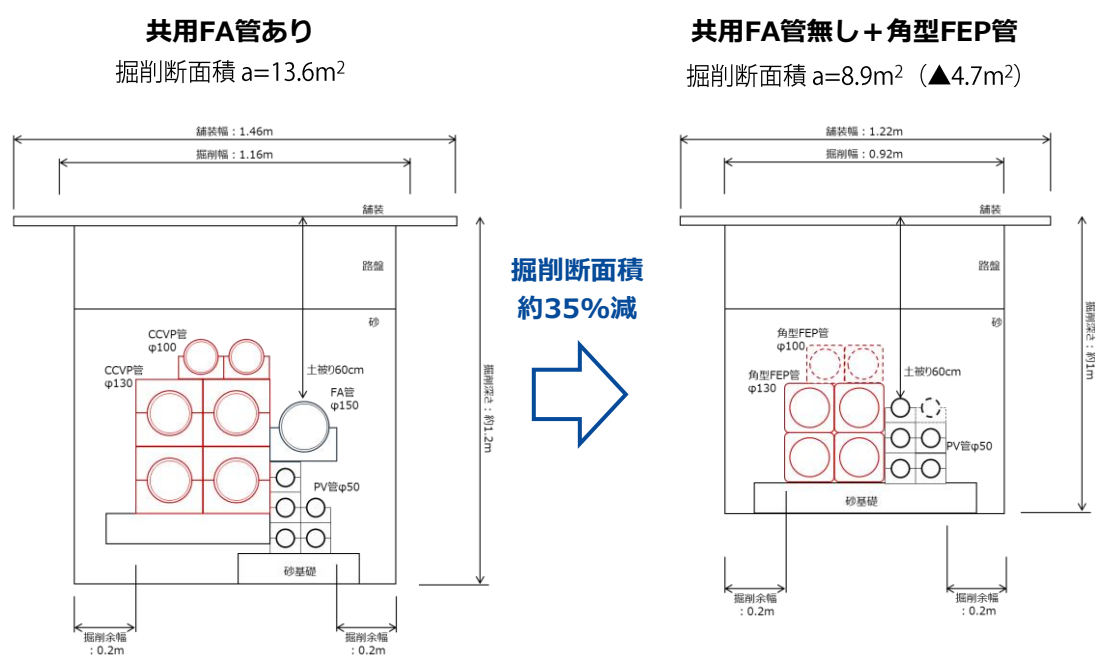 共用FA管あり
掘削断面積 a=13.6m²
舗装幅：1.46m
掘削幅：1.16m
舗装
路盤
砂
CCVP管
φ100
CCVP管
φ130
土被り60cm
FA管
φ150
PV管φ50
砂基礎
掘削深さ：約1.2m
掘削余幅
：0.2m
掘削余幅
：0.2m
掘削断面積
約35%減
共用FA管無し＋角型FEP管
掘削断面積 a=8.9m²（▲4.7m²）
舗装幅：1.22m
掘削幅：0.92m
舗装
路盤
砂
角型FEP管
φ100
角型FEP管
φ130
土被り60cm
PV管φ50
砂基礎
掘削深さ：約1m
掘削余幅
：0.2m
掘削余幅
：0.2m